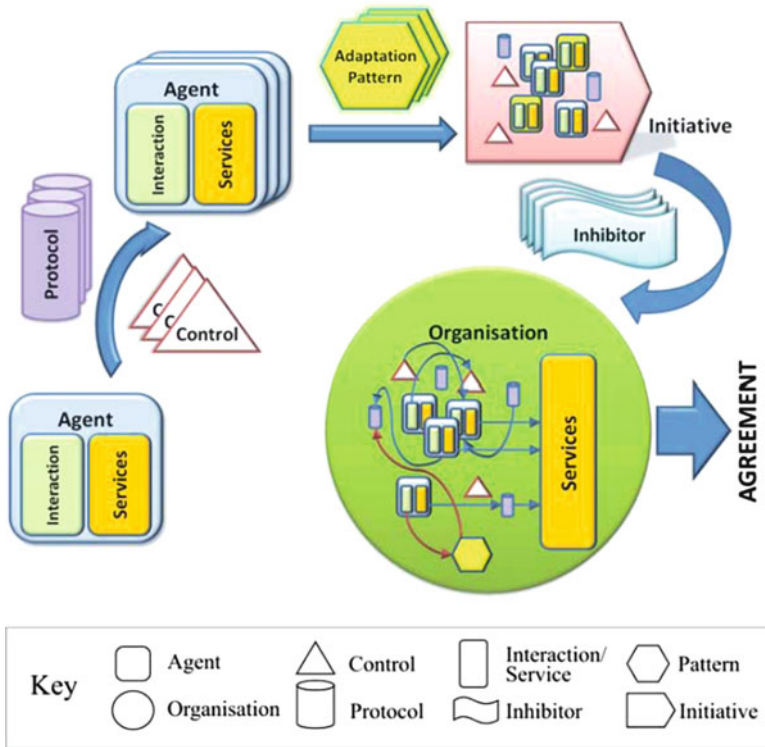 Adaptation
Pattern
Agent
Interaction
Services
Initiative
Protocol
Inhibitor
C
C
Control
Organisation
Agent
Interaction
Services
Services
AGREEMENT
Key
Agent
Control
Interaction/
Service
Pattern
Organisation
Protocol
Inhibitor
Initiative